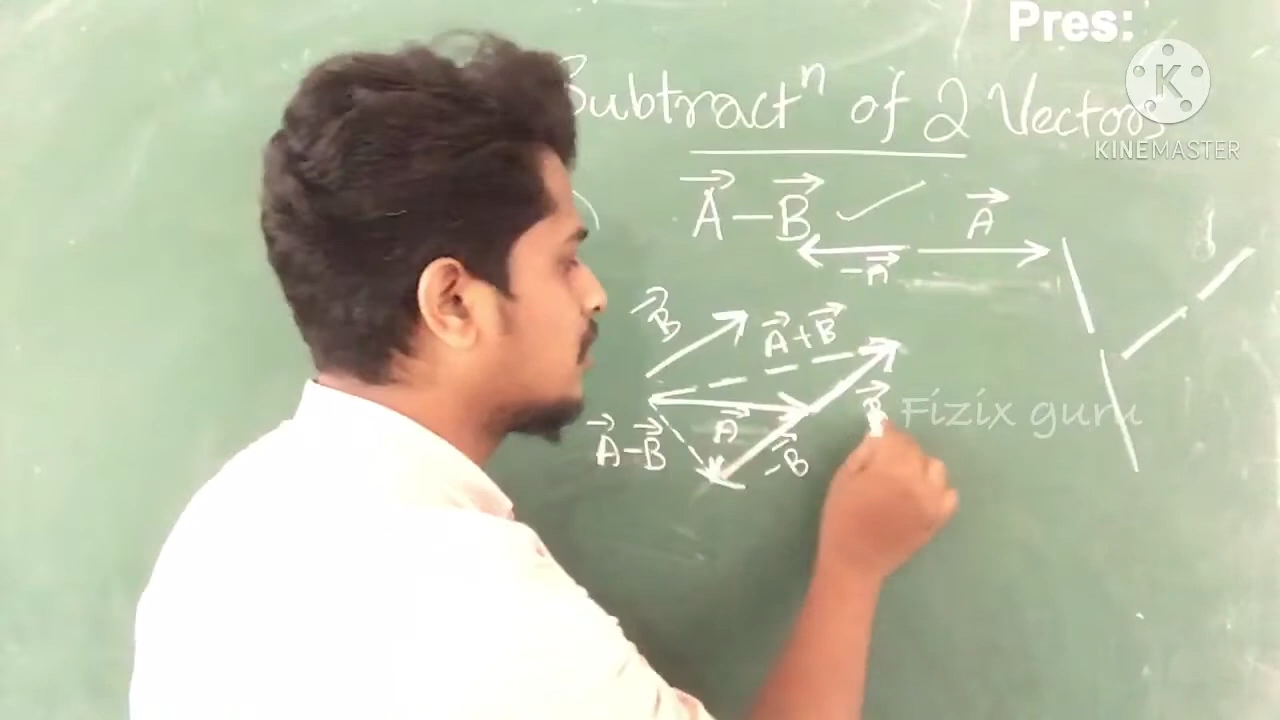 Pres:
Subtractⁿ of 2 Vectors
K
KINEMASTER
A⃗ – B⃗ ✓
A⃗
–A⃗
B⃗
A⃗+B⃗
B⃗
Fizix guru
A⃗–B⃗
A⃗
–B⃗